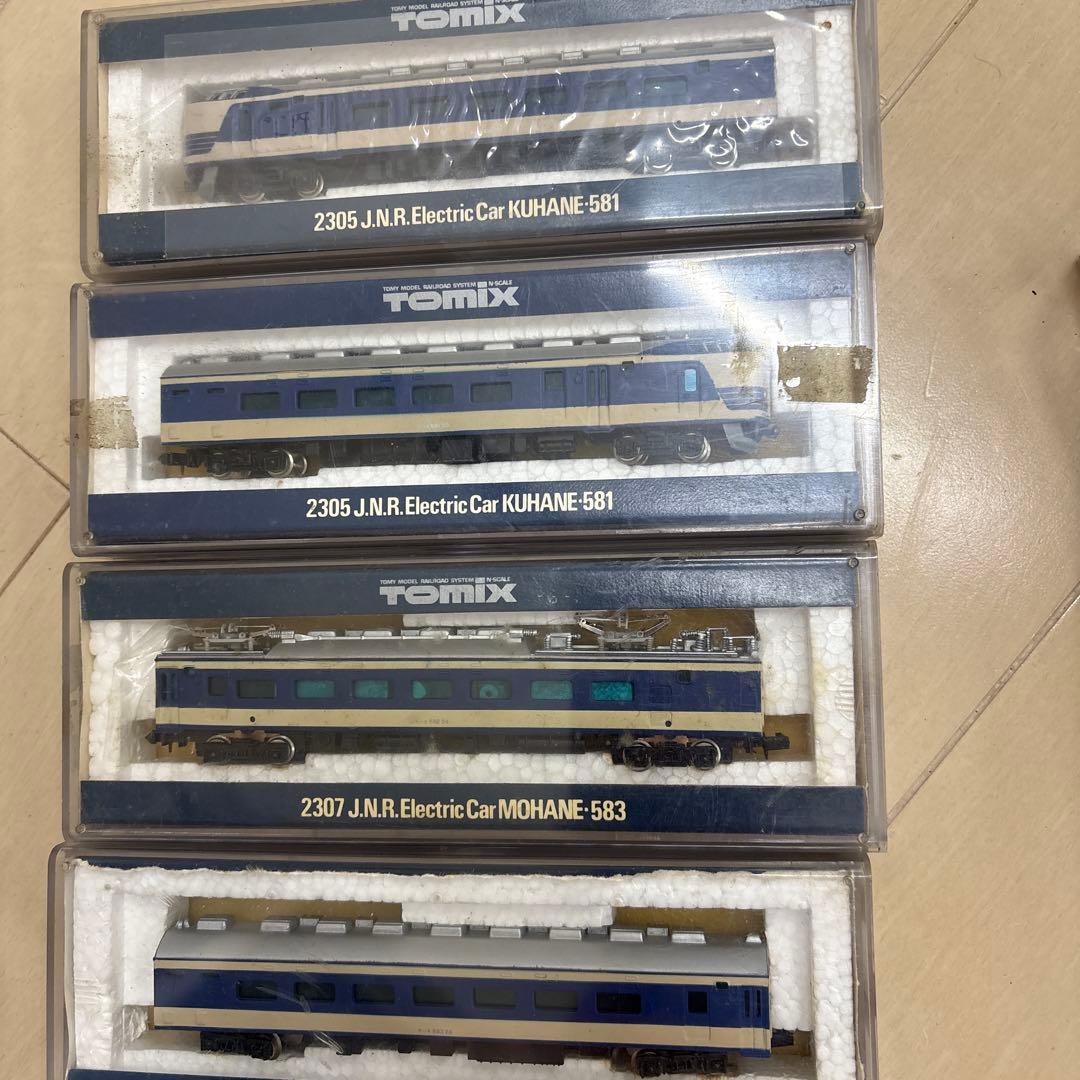 TOMY MODEL RAILROAD SYSTEM N-SCALE
TOMIX
2305 J.N.R. Electric Car KUHANE·581
TOMY MODEL RAILROAD SYSTEM N-SCALE
TOMIX
2305 J.N.R. Electric Car KUHANE·581
TOMY MODEL RAILROAD SYSTEM N-SCALE
TOMIX
2307 J.N.R. Electric Car MOHANE·583